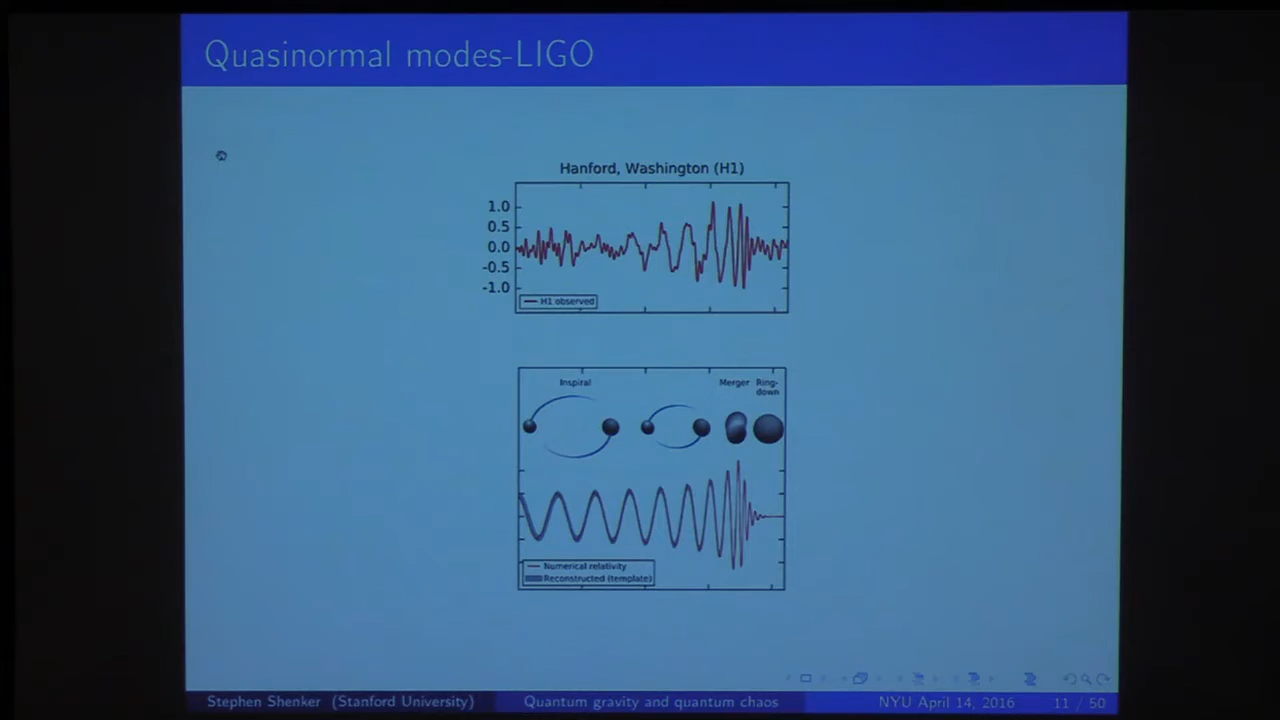 Quasinormal modes-LIGO
Hanford, Washington (H1)
1.0
0.5
0.0
-0.5
-1.0
H1 observed
Inspiral
Merger
Ring-
down
Numerical relativity
Reconstructed (template)
Stephen Shenker (Stanford University)
Quantum gravity and quantum chaos
NYU April 14, 2016
11 / 50